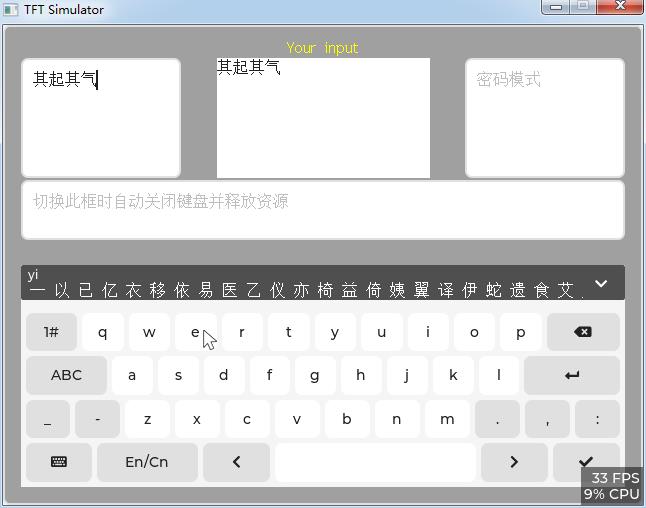 TFT Simulator
Your input
其起其气
其起其气
密码模式
切换此框时自动关闭键盘并释放资源
yi
一 以 已 亿 衣 移 依 易 医 乙 仪 亦 椅 益 倚 姨 翼 译 伊 蛇 遗 食 艾
1# q w e r t y u i o p
ABC a s d f g h j k l
_ - z x c v b n m . , :
En/Cn
33 FPS
9% CPU